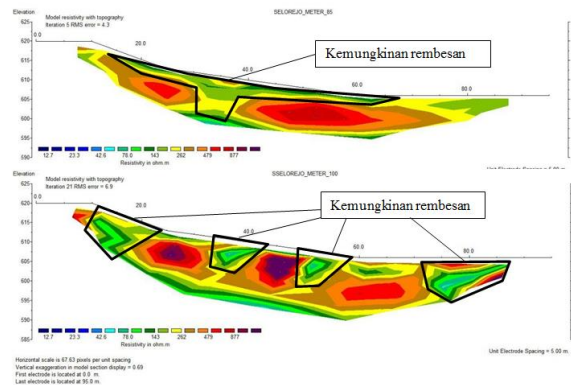 Elevation
SELOREJO_METER_85
625
Model resistivity with topography
Iteration 5 RMS error = 4.3
0.0
620
20.0
Kemungkinan rembesan
615
610
40.0
605
60.0
80.0
600
595
590
12.7 23.3 42.6 78.0 143 262 479 877
Resistivity in ohm.m
Unit Electrode Spacing = 5.00 m.
Elevation
SSELOREJO_METER_100
625
Model resistivity with topography
Iteration 21 RMS error = 6.9
0.0
620
20.0
Kemungkinan rembesan
615
40.0
610
60.0
605
80.0
600
595
590
585
12.7 23.3 42.6 78.0 143 262 479 877
Resistivity in ohm.m
Unit Electrode Spacing = 5.00 m.
Horizontal scale is 67.63 pixels per unit spacing
Vertical exaggeration in model section display = 0.69
First electrode is located at 0.0 m.
Last electrode is located at 95.0 m.